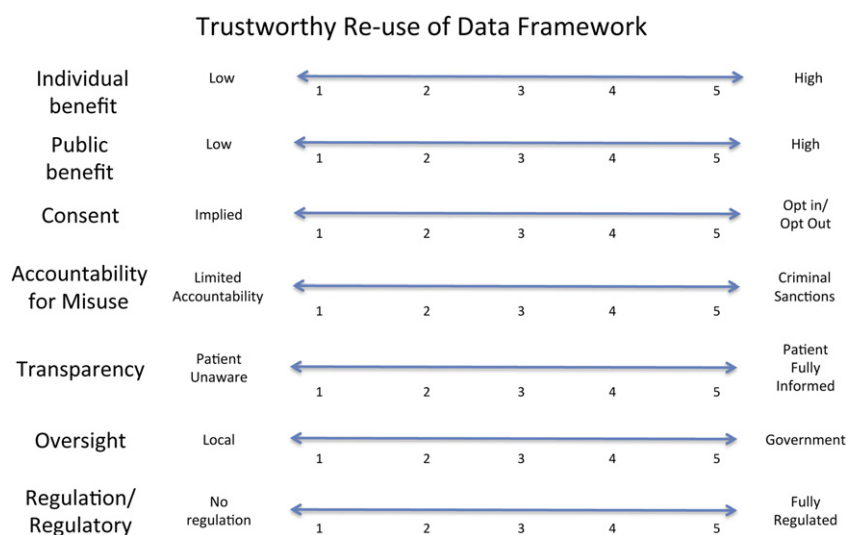 Trustworthy Re-use of Data Framework
Individual
benefit
Low
1 2 3 4 5
High
Public
benefit
Low
1 2 3 4 5
High
Consent
Implied
1 2 3 4 5
Opt in/
Opt Out
Accountability
for Misuse
Limited
Accountability
1 2 3 4 5
Criminal
Sanctions
Transparency
Patient
Unaware
1 2 3 4 5
Patient
Fully
Informed
Oversight
Local
1 2 3 4 5
Government
Regulation/
Regulatory
No
regulation
1 2 3 4 5
Fully
Regulated